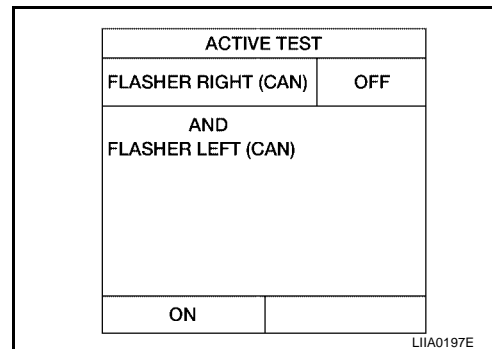 ACTIVE TEST
FLASHER RIGHT (CAN) OFF
AND
FLASHER LEFT (CAN)
ON
LIIA0197E